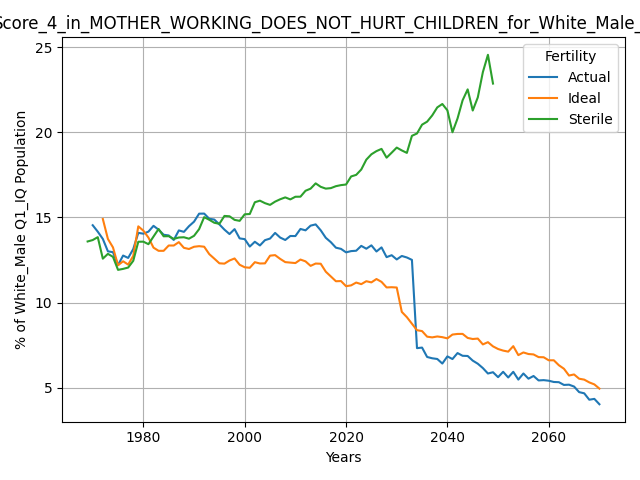 Score_4_in_MOTHER_WORKING_DOES_NOT_HURT_CHILDREN_for_White_Male_
% of White_Male Q1_IQ Population
25
20
15
10
5
1980 2000 2020 2040 2060
Years
Fertility
Actual
Ideal
Sterile